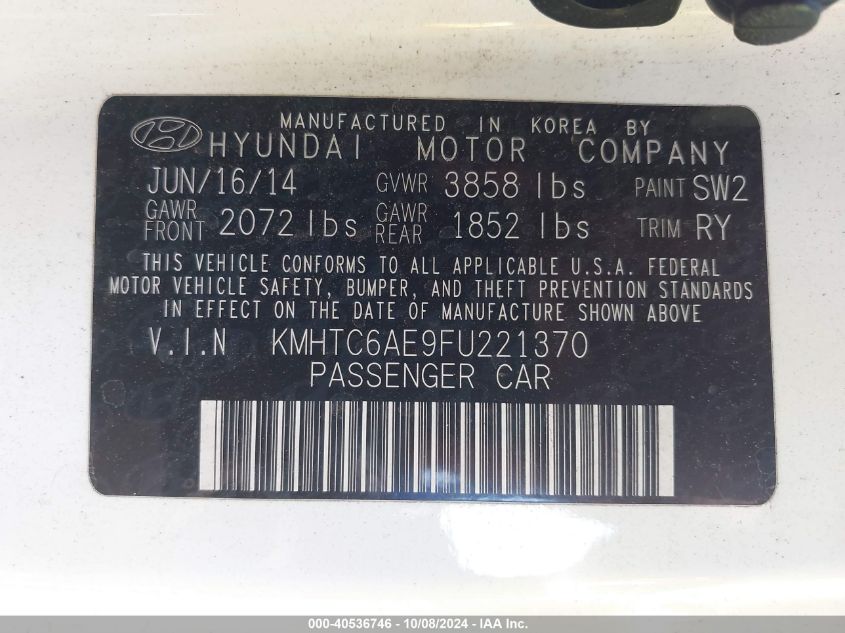 MANUFACTURED IN KOREA BY
HYUNDAI MOTOR COMPANY
JUN/16/14 GVWR 3858 lbs PAINT SW2
GAWR FRONT 2072 lbs GAWR REAR 1852 lbs TRIM RY
THIS VEHICLE CONFORMS TO ALL APPLICABLE U.S.A. FEDERAL
MOTOR VEHICLE SAFETY, BUMPER, AND THEFT PREVENTION STANDARDS
IN EFFECT ON THE DATE OF MANUFACTURE SHOWN ABOVE.
V.I.N KMHTC6AE9FU221370
PASSENGER CAR
000-40536746 - 10/08/2024 - IAA Inc.